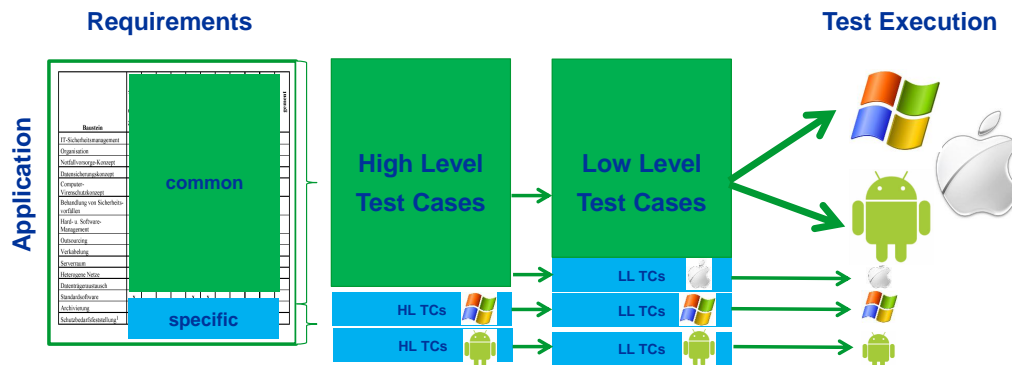 Requirements
Test Execution
Application
Baustein
gement
IT-Sicherheitsmanagement
Organisation
Notfallvorsorge-Konzept
Datensicherungskonzept
Computer-
Virenschutzkonzept
Behandlung von Sicherheits-
vorfällen
Hard- u. Software-
Management
Outsourcing
Verkabelung
Serverraum
Heterogene Netze
Datenträgeraustausch
Standardsoftware
Archivierung
Schutzbedarfsfeststellung¹
common
specific
High Level
Test Cases
Low Level
Test Cases
LL TCs
HL TCs
LL TCs
HL TCs
LL TCs